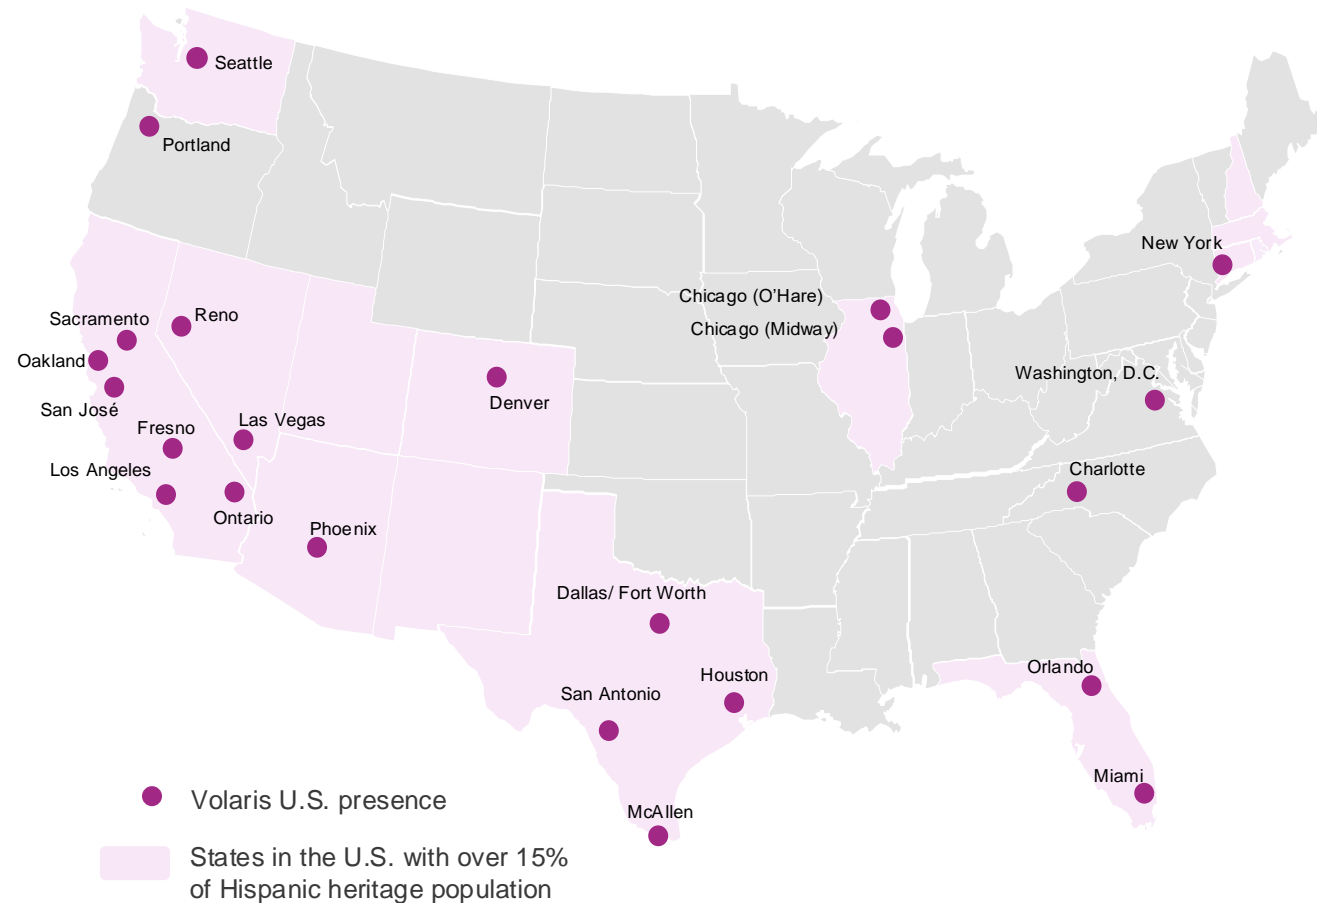 Seattle
Portland
New York
Chicago (O'Hare)
Sacramento
Reno
Chicago (Midway)
Oakland
Washington, D.C.
San José
Denver
Las Vegas
Fresno
Los Angeles
Charlotte
Ontario
Phoenix
Dallas/ Fort Worth
Orlando
Houston
San Antonio
Miami
Volaris U.S. presence
McAllen
States in the U.S. with over 15%
of Hispanic heritage population